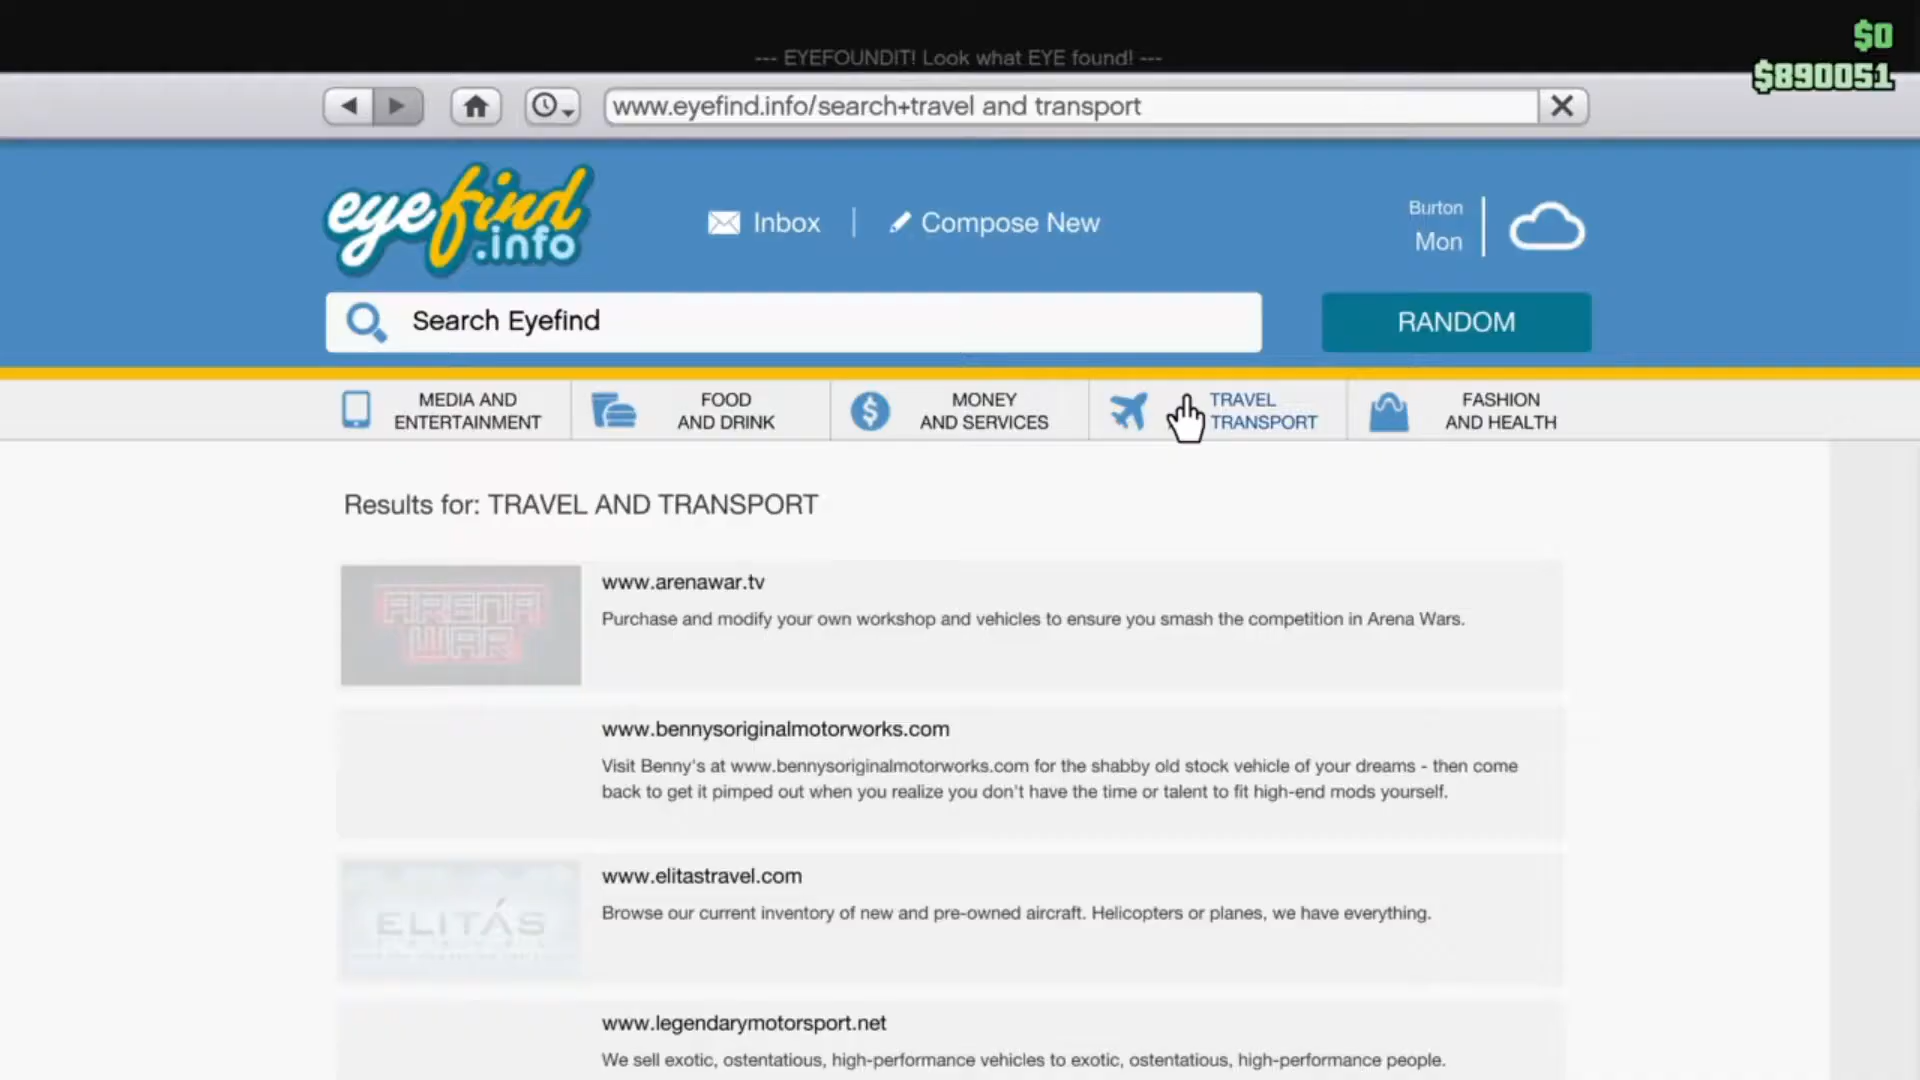 $0
$890051
--- EYEFOUNDIT! Look what EYE found! ---
www.eyefind.info/search+travel and transport
eyefind
.info
Inbox
Compose New
Burton
Mon
Search Eyefind
RANDOM
MEDIA AND
ENTERTAINMENT
FOOD
AND DRINK
MONEY
AND SERVICES
TRAVEL
TRANSPORT
FASHION
AND HEALTH
Results for: TRAVEL AND TRANSPORT
ARENA
WAR
www.arenawar.tv
Purchase and modify your own workshop and vehicles to ensure you smash the competition in Arena Wars.
www.bennysoriginalmotorworks.com
Visit Benny's at www.bennysoriginalmotorworks.com for the shabby old stock vehicle of your dreams - then come
back to get it pimped out when you realize you don't have the time or talent to fit high-end mods yourself.
ELITÁS
www.elitastravel.com
Browse our current inventory of new and pre-owned aircraft. Helicopters or planes, we have everything.
www.legendarymotorsport.net
We sell exotic, ostentatious, high-performance vehicles to exotic, ostentatious, high-performance people.